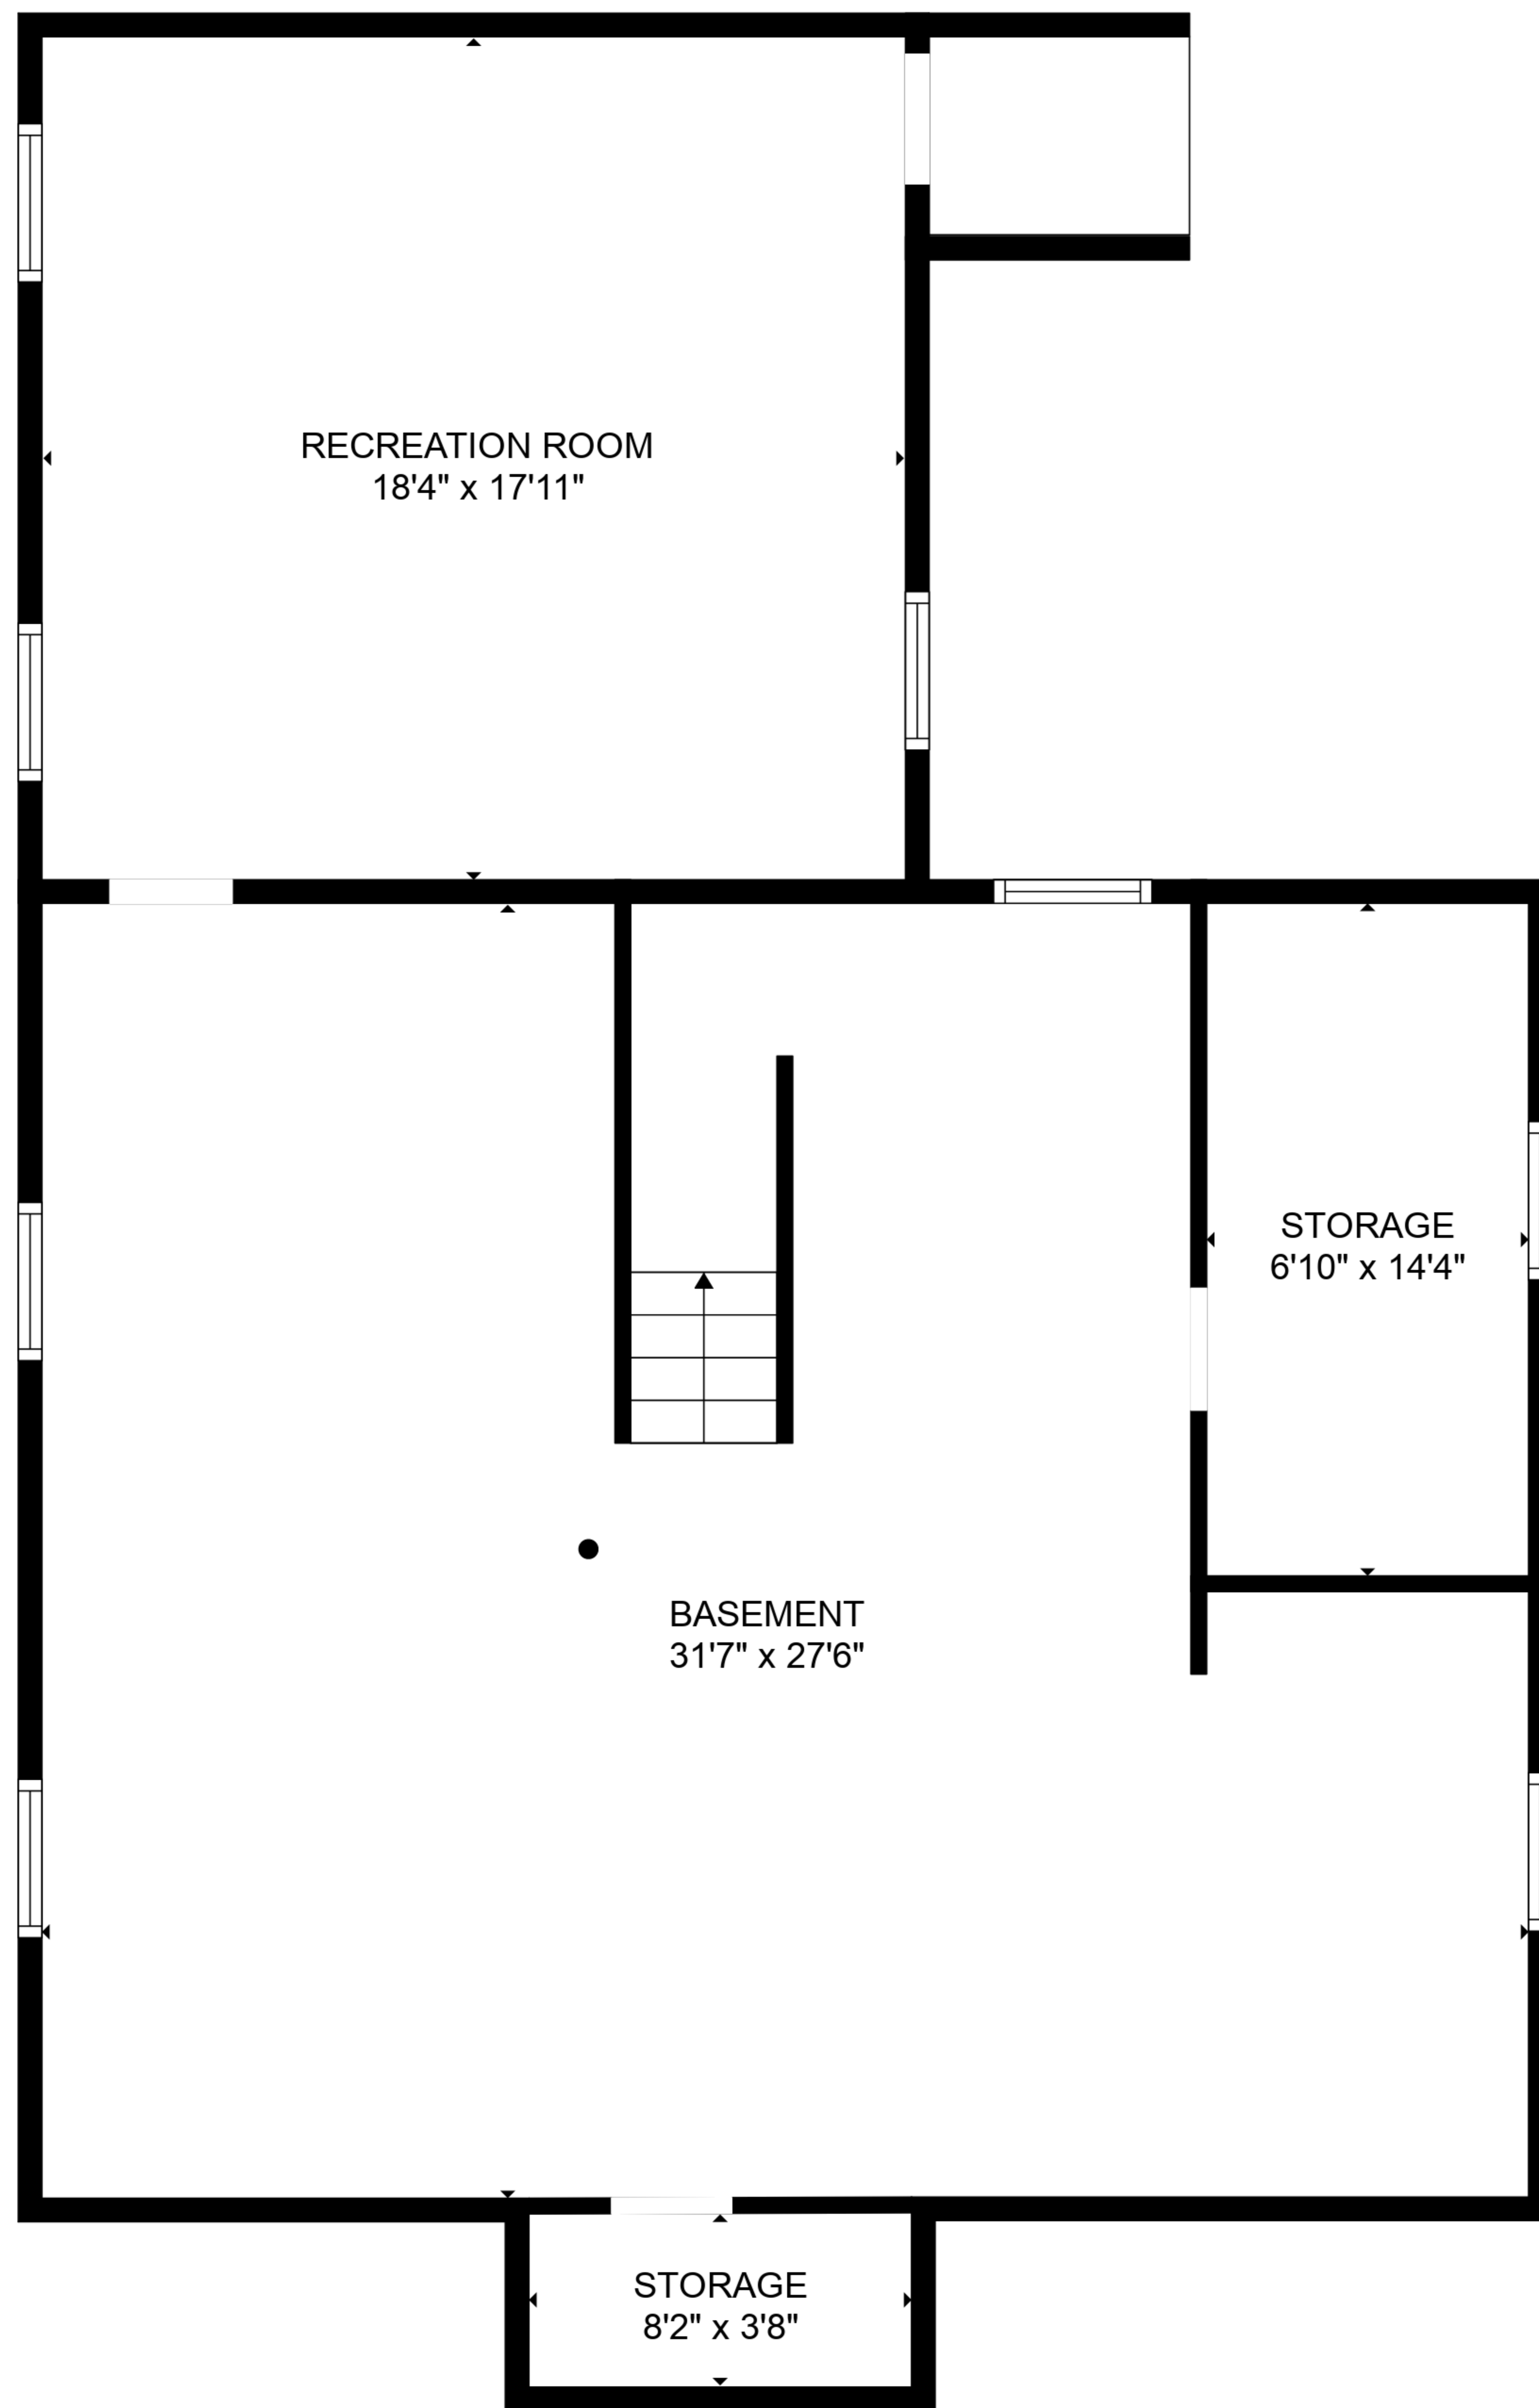 RECREATION ROOM
18'4" x 17'11"
STORAGE
6'10" x 14'4"
BASEMENT
31'7" x 27'6"
STORAGE
8'2" x 3'8"